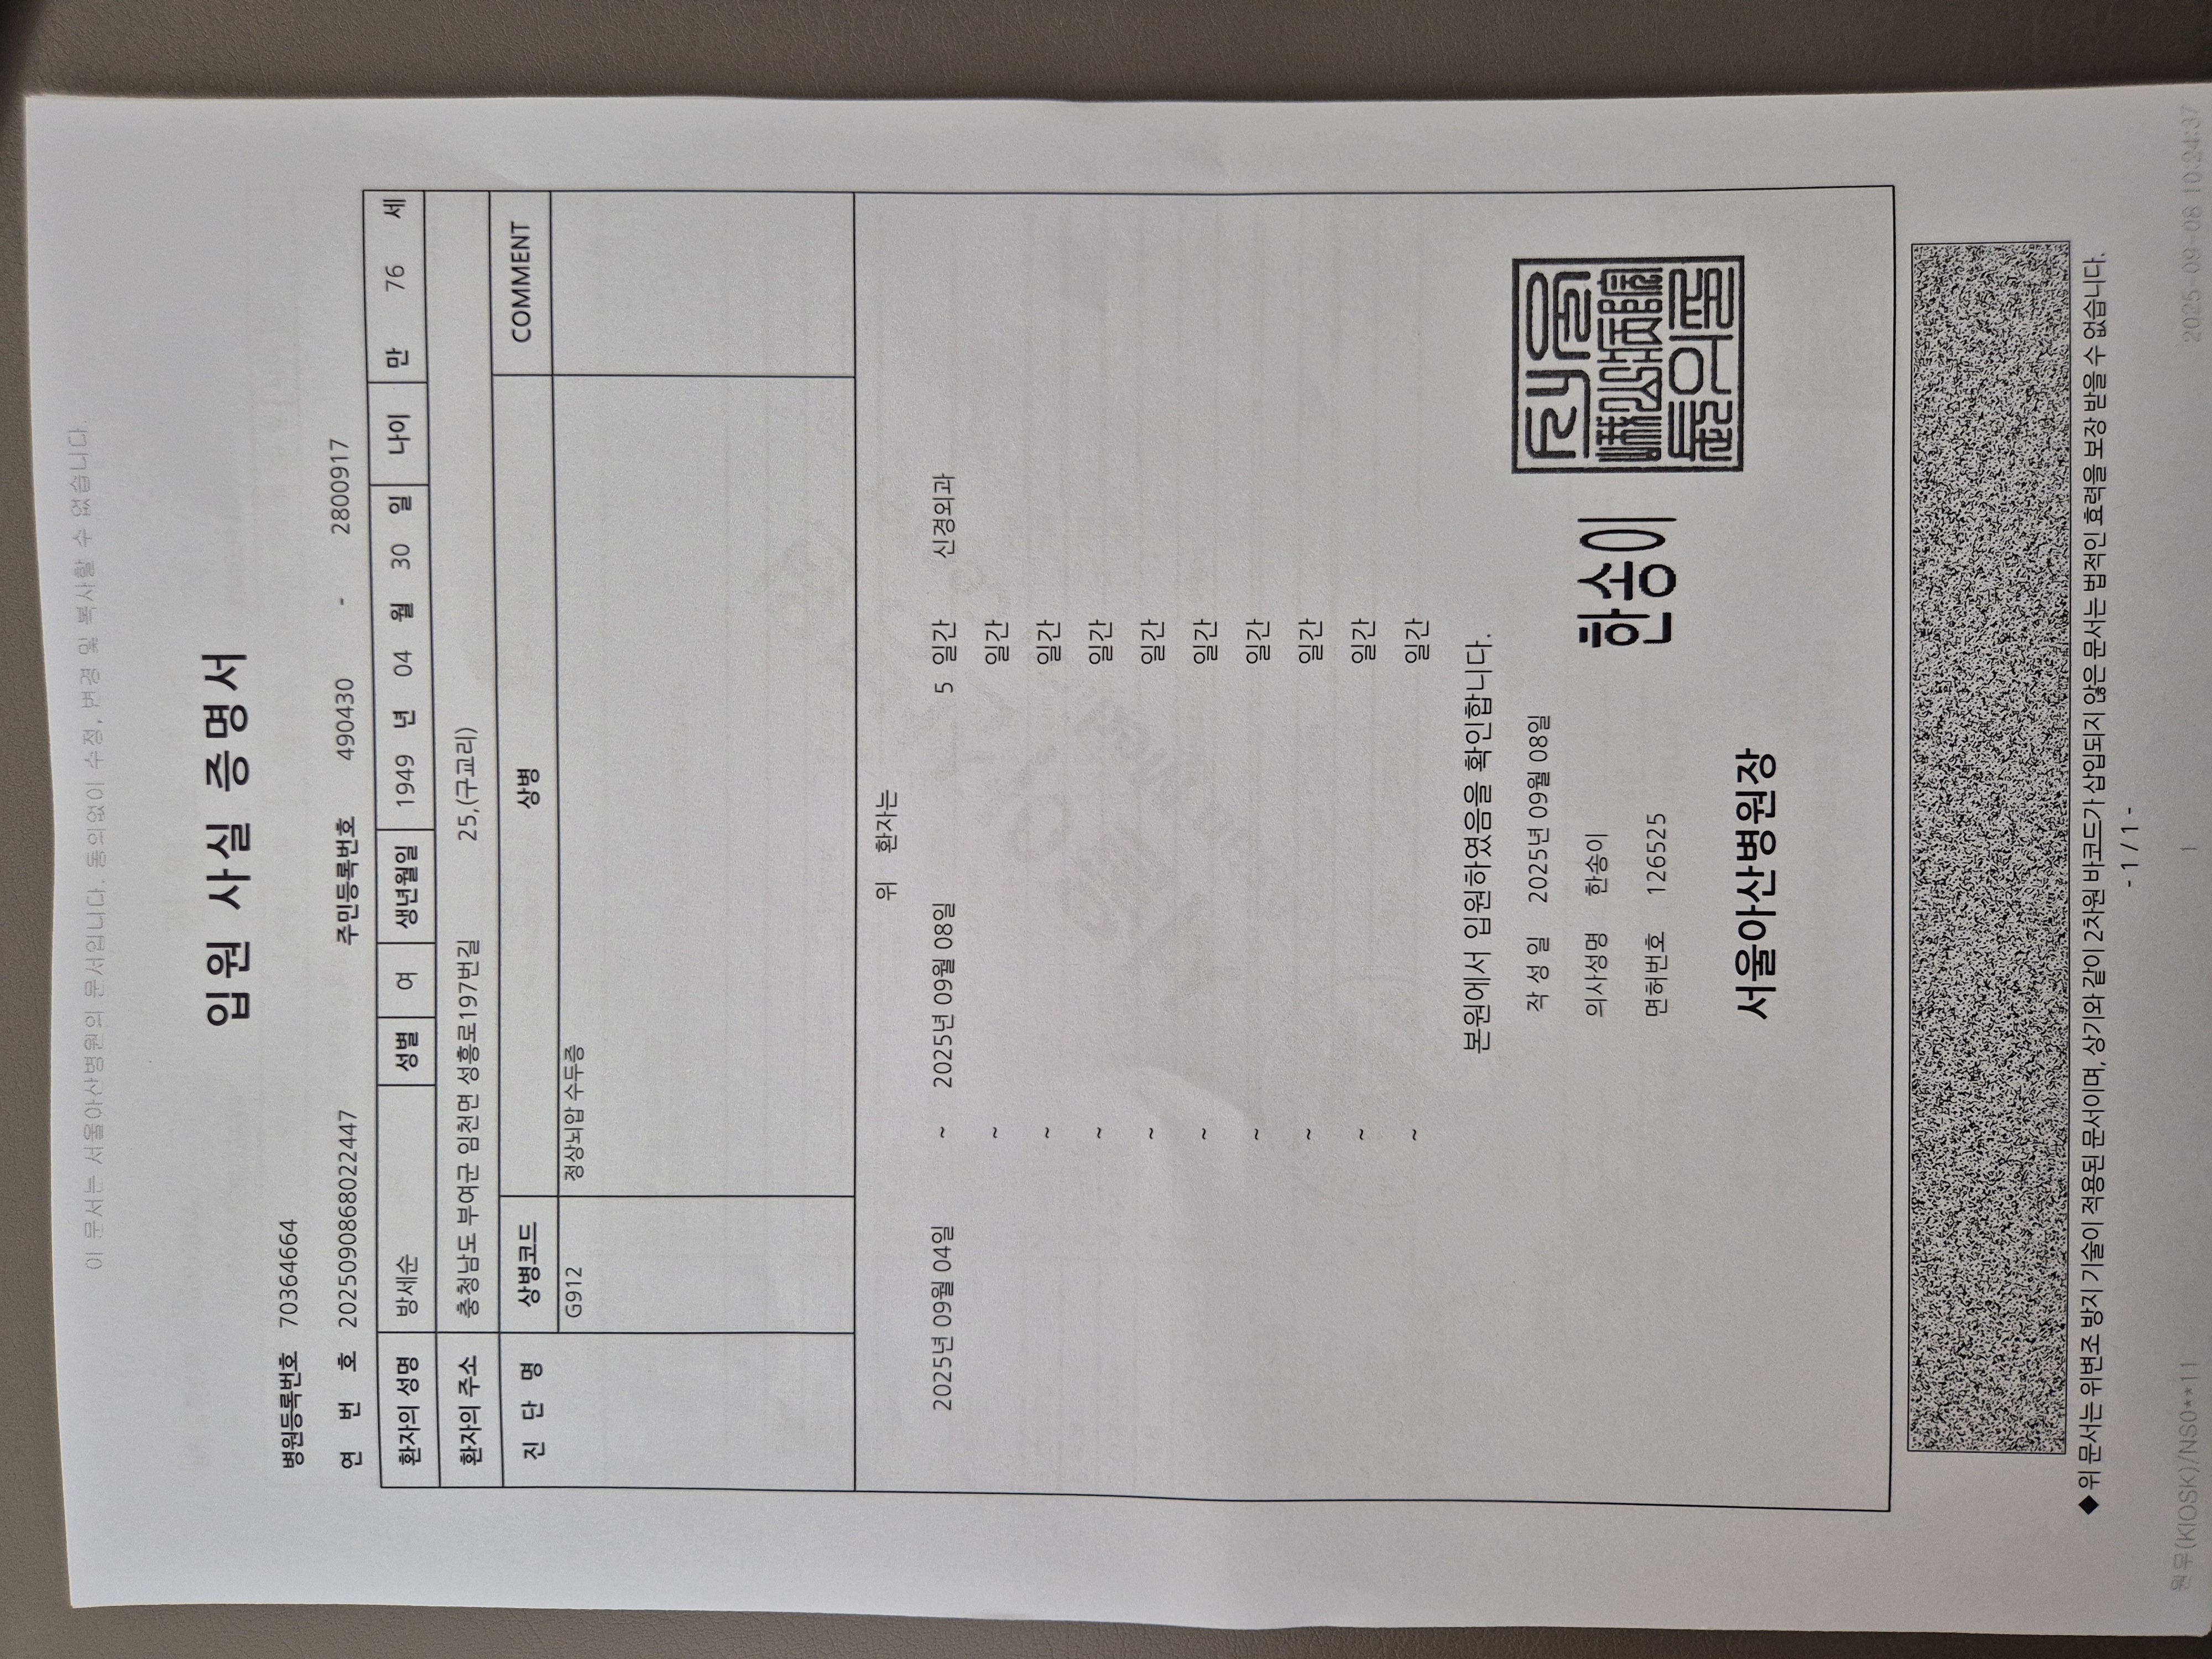 이 문서는 서울아산병원의 문서입니다. 동의없이 수정, 변경 및 복사할 수 없습니다.
입원 사실 증명서
병원등록번호 70364664
연 번 호 2025090868022447 주민등록번호 490430 - 2800917
환자의 성명 방세순 성별 여 생년월일 1949 년 04 월 30 일 나이 만 76 세
환자의 주소 충청남도 부여군 임천면 성흥로197번길 25,(구교리)
진 단 명 상병코드 상병 COMMENT
G912 정상뇌압 수두증
위 환자는
2025년 09월 04일 ~ 2025년 09월 08일 5 일간 신경외과
~ 일간
~ 일간
~ 일간
~ 일간
~ 일간
~ 일간
~ 일간
~ 일간
~ 일간
본원에서 입원하였음을 확인합니다.
작 성 일 2025년 09월 08일
의사성명 한송이 한송이
면허번호 126525
서울아산병원장
◆위 문서는 위변조 방지 기술이 적용된 문서이며, 상기와 같이 2차원 바코드가 삽입되지 않은 문서는 법적인 효력을 보장 받을 수 없습니다.
- 1 / 1 -
원무(KIOSK)/NS0**11 1 2025-09-08 10:24:37